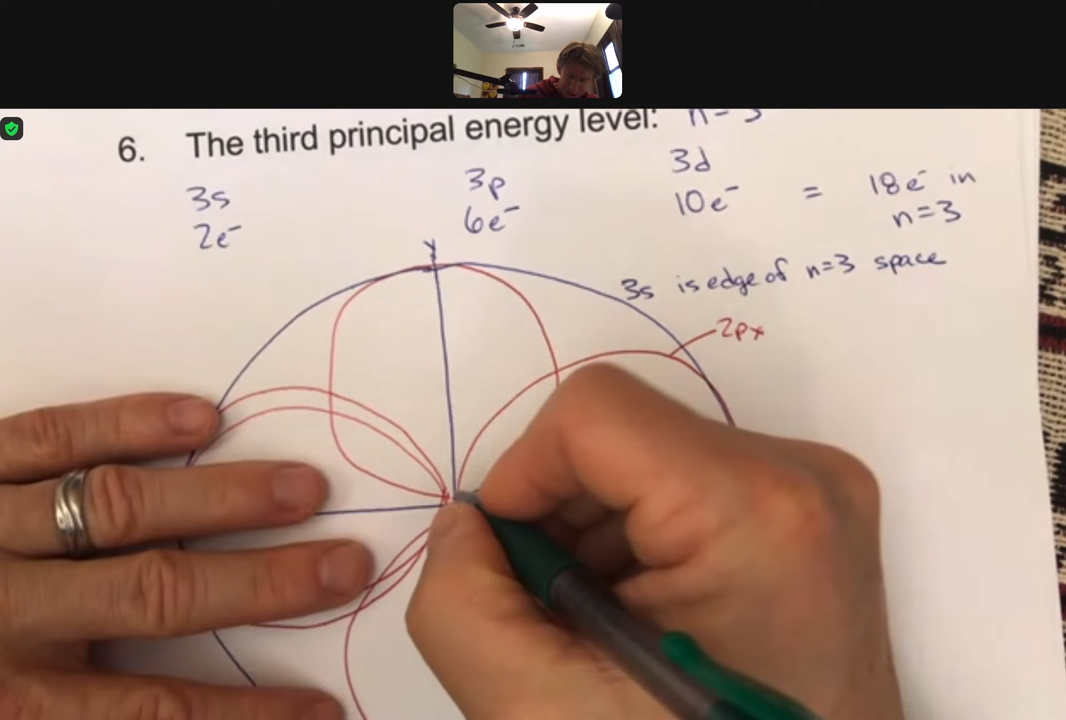 6. The third principal energy level: n=3
3s 3p 3d
2e⁻ 6e⁻ 10e⁻ = 18e⁻ in
n=3
y
3s is edge of n=3 space
2px